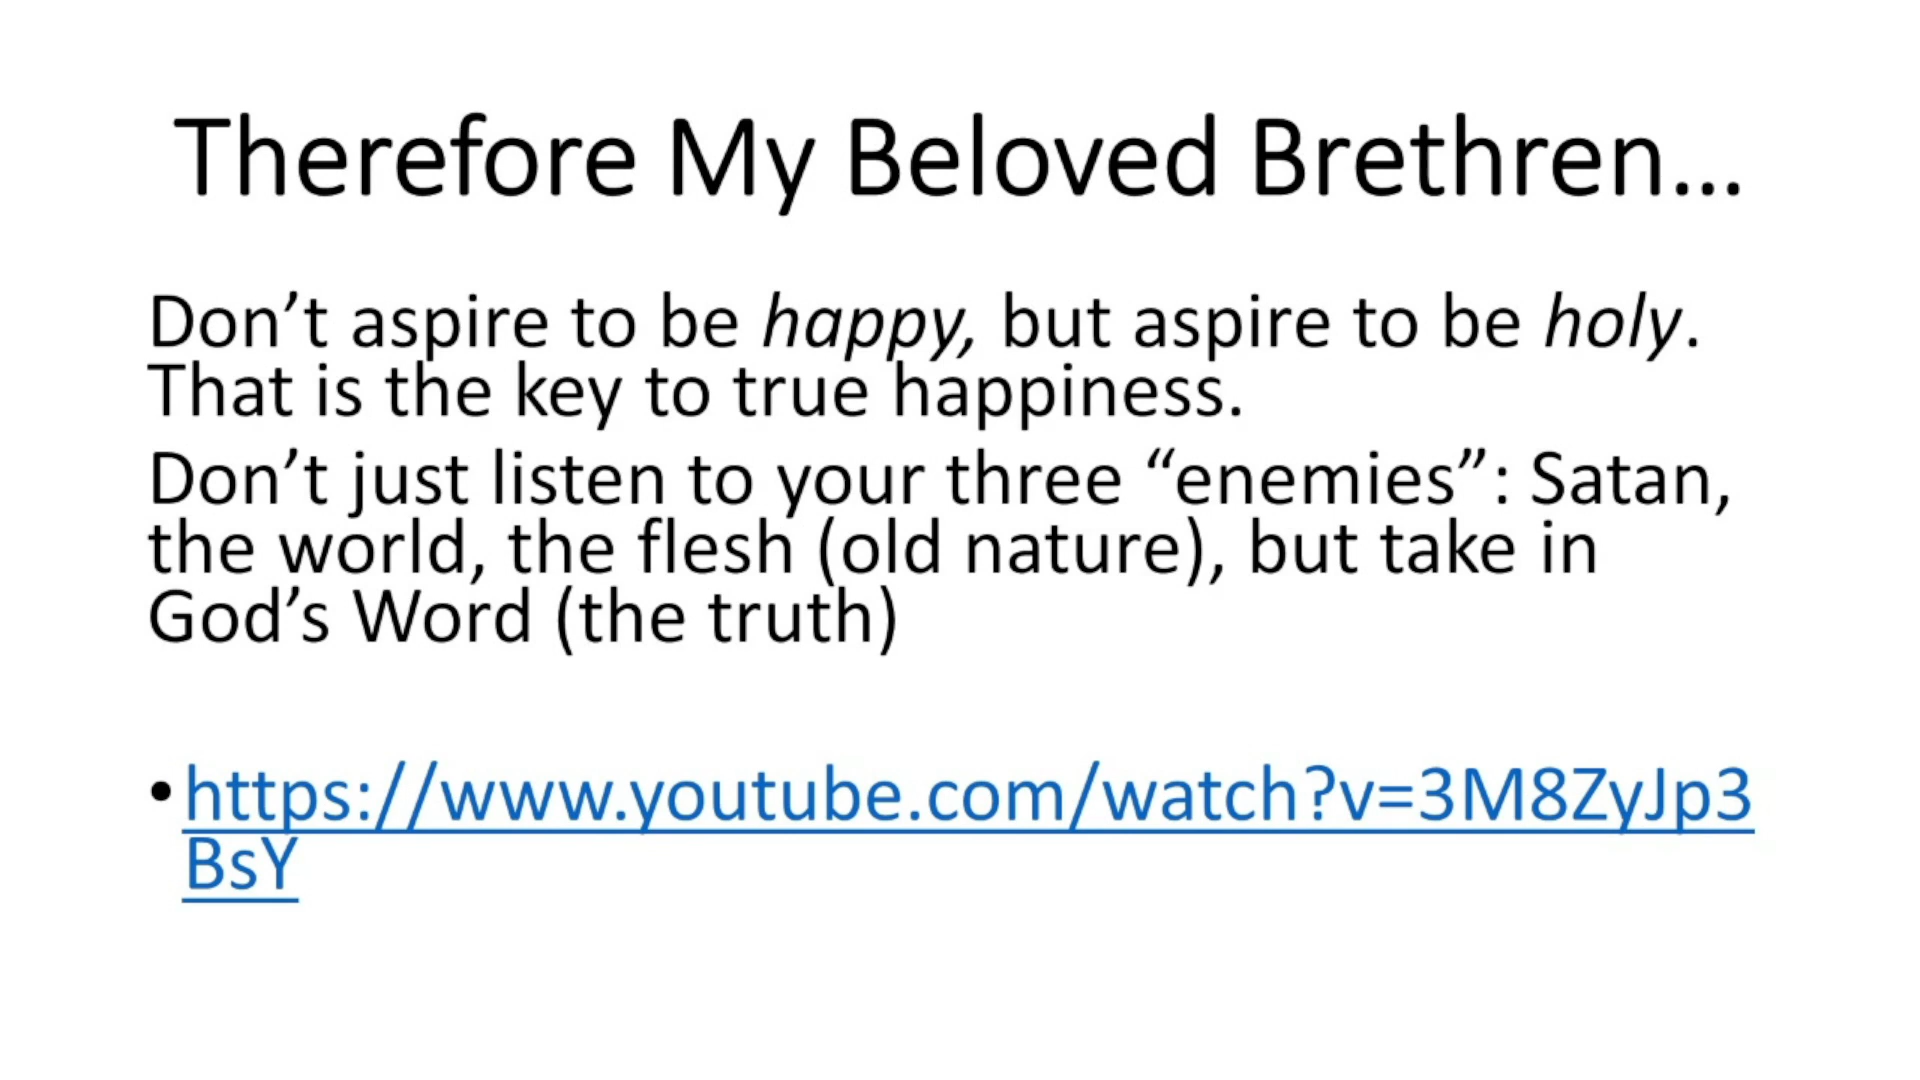 Therefore My Beloved Brethren...
Don’t aspire to be happy, but aspire to be holy.
That is the key to true happiness.
Don’t just listen to your three “enemies”: Satan,
the world, the flesh (old nature), but take in
God’s Word (the truth)
•https://www.youtube.com/watch?v=3M8ZyJp3
BsY